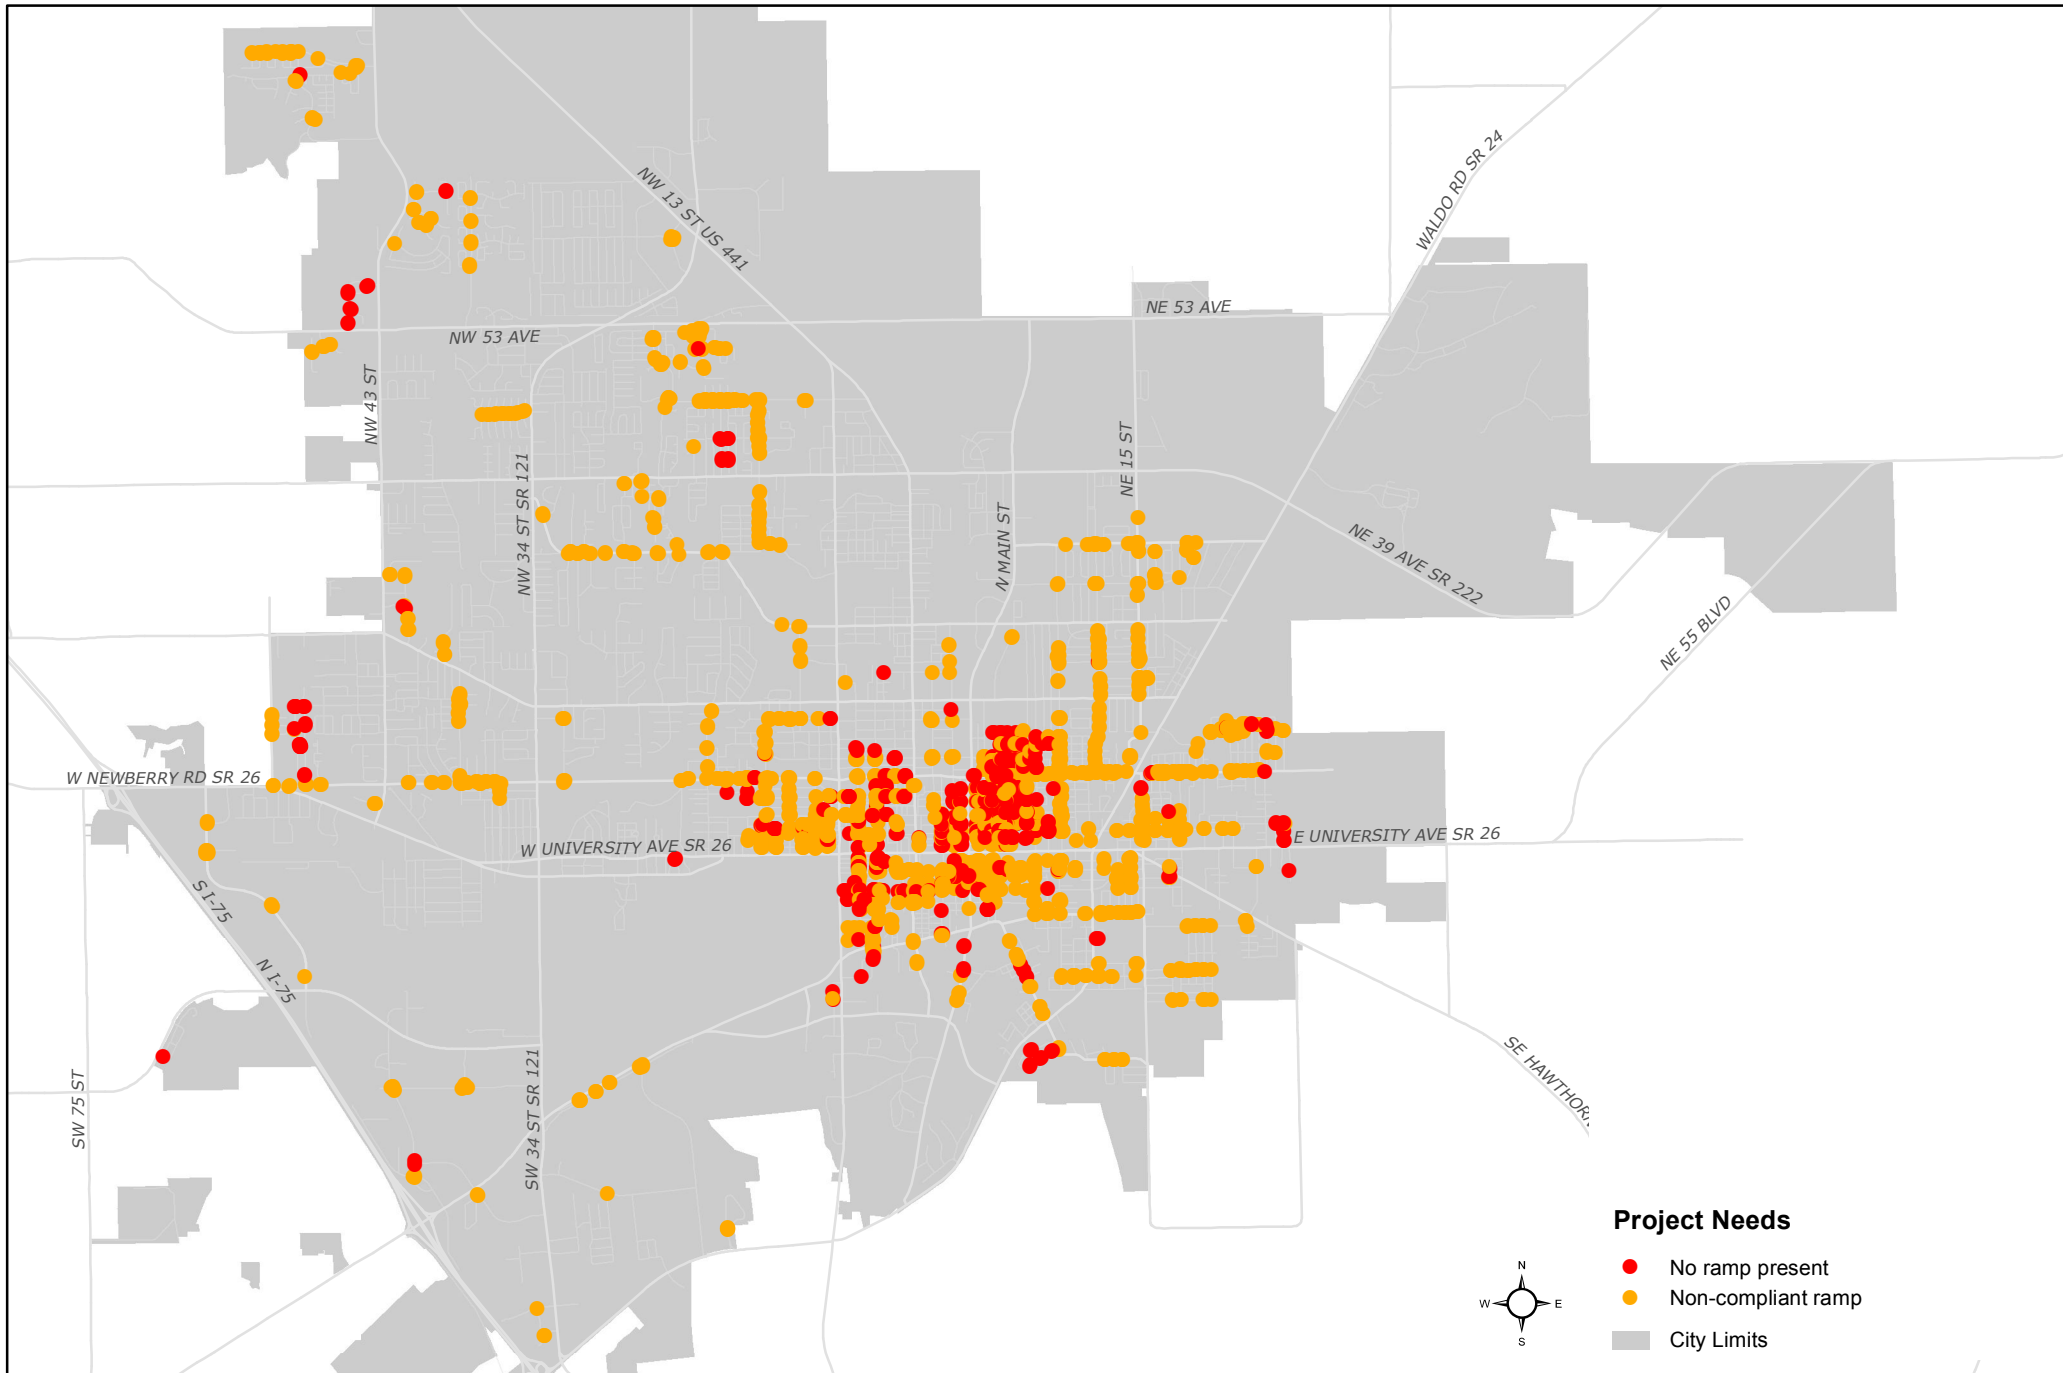 WALDO RD SR 24
NW 13 ST US 441
NE 53 AVE
NW 53 AVE
NW 43 ST
NW 34 ST SR 121
N MAIN ST
NE 15 ST
NE 39 AVE SR 222
NE 55 BLVD
W NEWBERRY RD SR 26
W UNIVERSITY AVE SR 26
E UNIVERSITY AVE SR 26
S I-75
N I-75
SW 75 ST
SW 34 ST SR 121
SE HAWTHOR
Project Needs
No ramp present
Non-compliant ramp
City Limits
N
W E
S